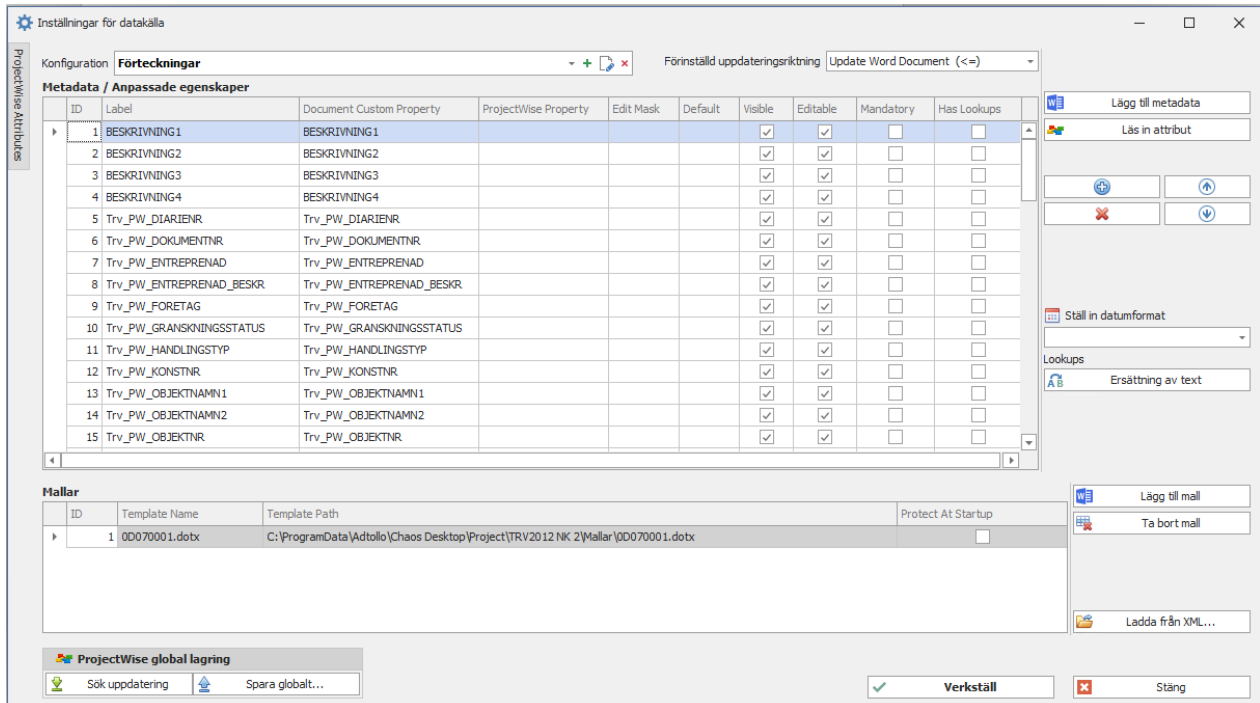 Inställningar för datakälla
ProjectWise Attributes
Konfiguration Förteckningar Förinställd uppdateringsriktning Update Word Document (<=)
Metadata / Anpassade egenskaper
ID Label Document Custom Property ProjectWise Property Edit Mask Default Visible Editable Mandatory Has Lookups
1 BESKRIVNING1 BESKRIVNING1
2 BESKRIVNING2 BESKRIVNING2
3 BESKRIVNING3 BESKRIVNING3
4 BESKRIVNING4 BESKRIVNING4
5 Trv_PW_DIARIENR Trv_PW_DIARIENR
6 Trv_PW_DOKUMENTNR Trv_PW_DOKUMENTNR
7 Trv_PW_ENTREPRENAD Trv_PW_ENTREPRENAD
8 Trv_PW_ENTREPRENAD_BESKR Trv_PW_ENTREPRENAD_BESKR
9 Trv_PW_FORETAG Trv_PW_FORETAG
10 Trv_PW_GRANSKNINGSSTATUS Trv_PW_GRANSKNINGSSTATUS
11 Trv_PW_HANDLINGSTYP Trv_PW_HANDLINGSTYP
12 Trv_PW_KONSTNR Trv_PW_KONSTNR
13 Trv_PW_OBJEKTNAMN1 Trv_PW_OBJEKTNAMN1
14 Trv_PW_OBJEKTNAMN2 Trv_PW_OBJEKTNAMN2
15 Trv_PW_OBJEKTNR Trv_PW_OBJEKTNR
Lägg till metadata
Läs in attribut
Ställ in datumformat
Lookups
Ersättning av text
Mallar
ID Template Name Template Path Protect At Startup
1 0D070001.dotx C:\ProgramData\Adtollo\Chaos Desktop\Project\TRV2012 NK 2\Mallar\0D070001.dotx
Lägg till mall
Ta bort mall
Ladda från XML...
ProjectWise global lagring
Sök uppdatering Spara globalt...
Verkställ Stäng